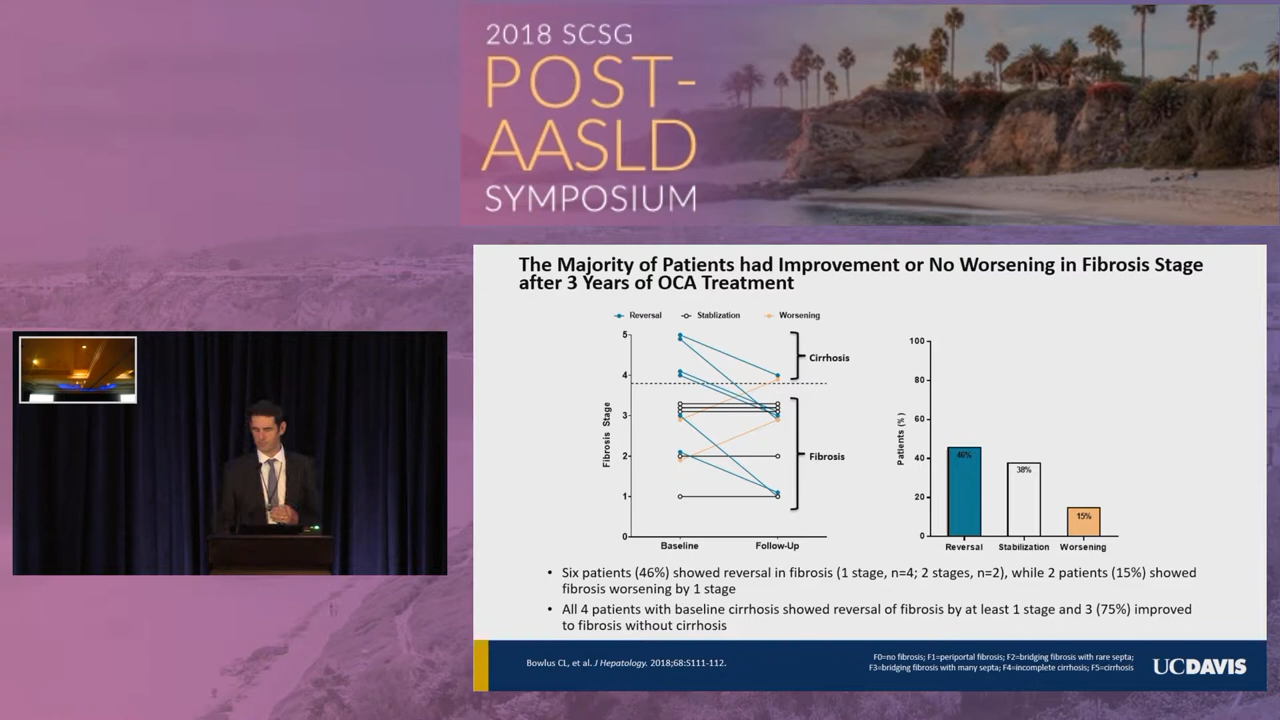 2018 SCSG
POST-
AASLD
SYMPOSIUM
The Majority of Patients had Improvement or No Worsening in Fibrosis Stage
after 3 Years of OCA Treatment
Reversal Stablization Worsening
5
4
3
2
1
0
Fibrosis Stage
Cirrhosis
Fibrosis
Baseline Follow-Up
100
80
60
40
20
0
Patients (%)
46%
38%
15%
Reversal Stabilization Worsening
• Six patients (46%) showed reversal in fibrosis (1 stage, n=4; 2 stages, n=2), while 2 patients (15%) showed
fibrosis worsening by 1 stage
• All 4 patients with baseline cirrhosis showed reversal of fibrosis by at least 1 stage and 3 (75%) improved
to fibrosis without cirrhosis
Bowlus CL, et al. J Hepatology. 2018;68:S111-112.
F0=no fibrosis; F1=periportal fibrosis; F2=bridging fibrosis with rare septa;
F3=bridging fibrosis with many septa; F4=incomplete cirrhosis; F5=cirrhosis
UCDAVIS